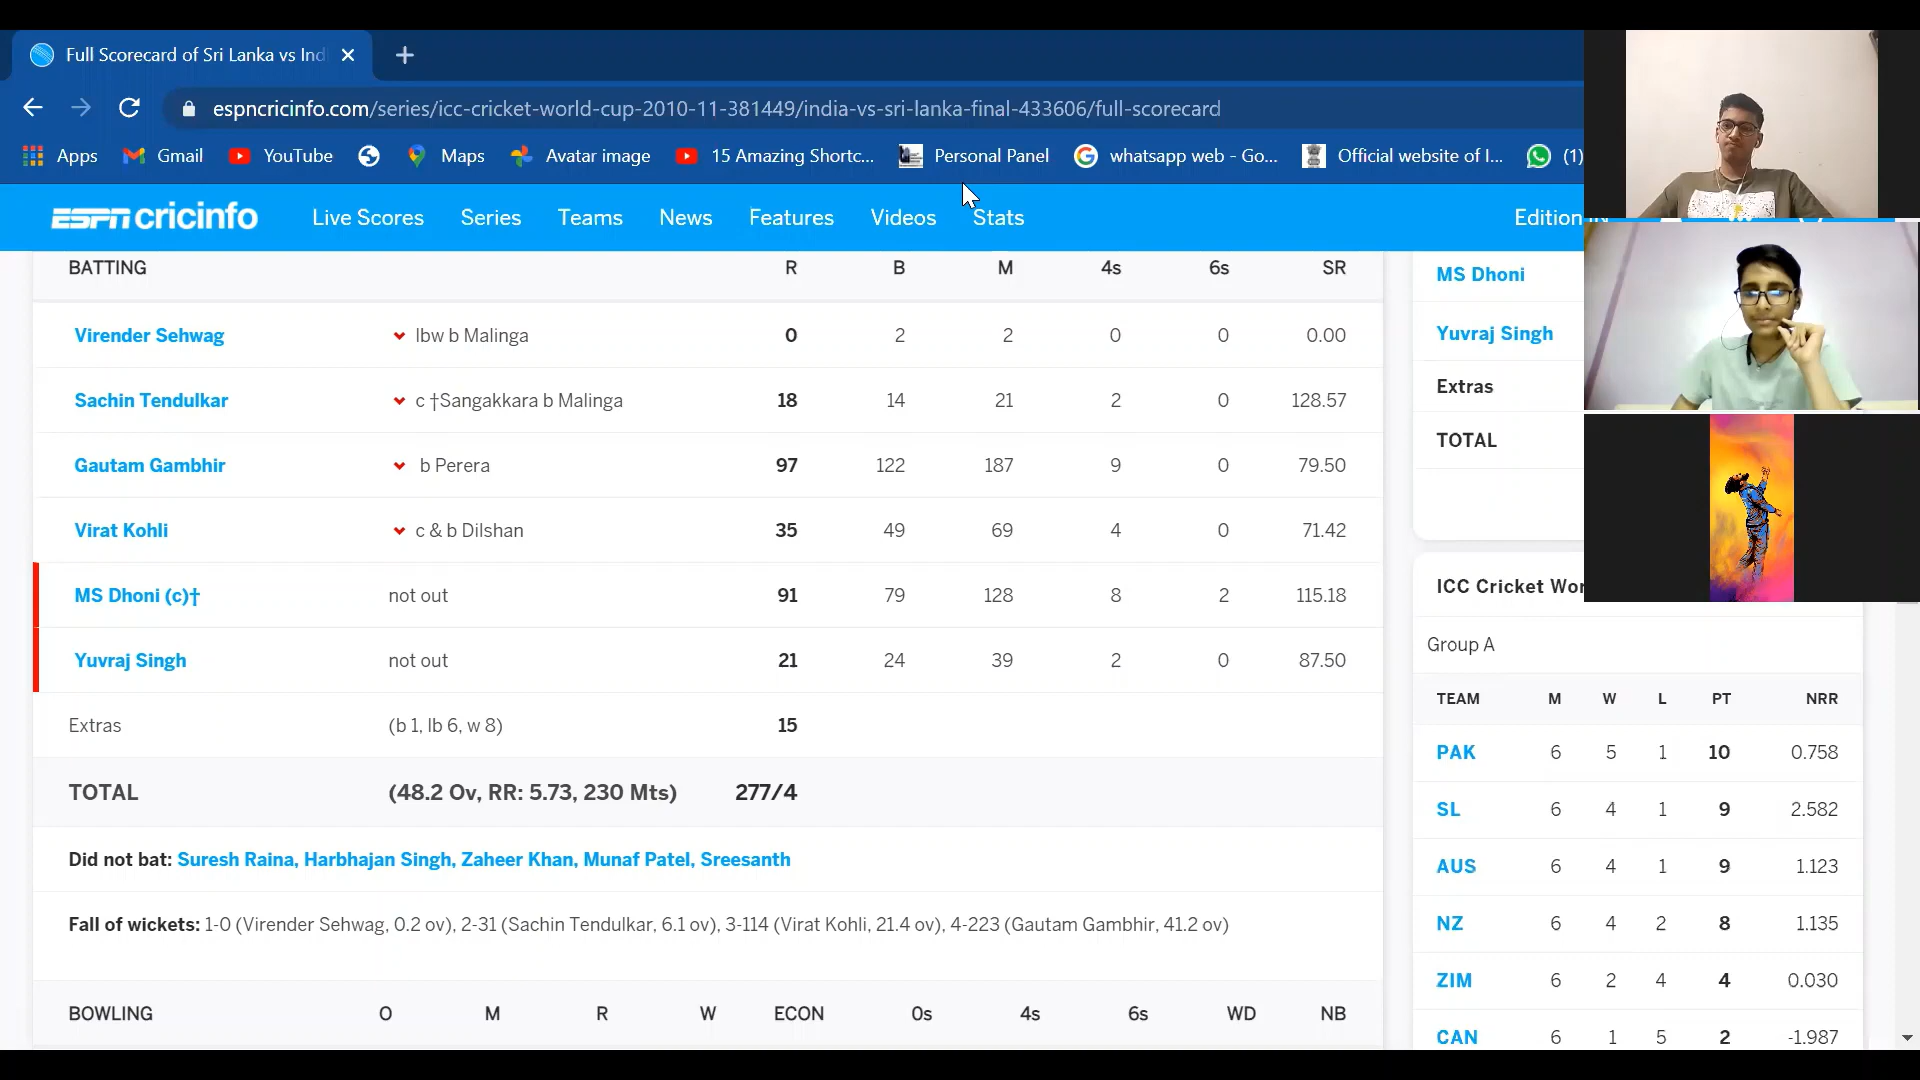 Full Scorecard of Sri Lanka vs Ind
espncricinfo.com/series/icc-cricket-world-cup-2010-11-381449/india-vs-sri-lanka-final-433606/full-scorecard
Apps Gmail YouTube Maps Avatar image 15 Amazing Shortc... Personal Panel whatsapp web - Go... Official website of I... (1)
ESPN cricinfo Live Scores Series Teams News Features Videos Stats Edition IN
BATTING R B M 4s 6s SR
Virender Sehwag lbw b Malinga 0 2 2 0 0 0.00
Sachin Tendulkar c †Sangakkara b Malinga 18 14 21 2 0 128.57
Gautam Gambhir b Perera 97 122 187 9 0 79.50
Virat Kohli c & b Dilshan 35 49 69 4 0 71.42
MS Dhoni (c)† not out 91 79 128 8 2 115.18
Yuvraj Singh not out 21 24 39 2 0 87.50
Extras (b 1, lb 6, w 8) 15
TOTAL (48.2 Ov, RR: 5.73, 230 Mts) 277/4
Did not bat: Suresh Raina, Harbhajan Singh, Zaheer Khan, Munaf Patel, Sreesanth
Fall of wickets: 1-0 (Virender Sehwag, 0.2 ov), 2-31 (Sachin Tendulkar, 6.1 ov), 3-114 (Virat Kohli, 21.4 ov), 4-223 (Gautam Gambhir, 41.2 ov)
BOWLING O M R W ECON 0s 4s 6s WD NB
MS Dhoni
Yuvraj Singh
Extras
TOTAL
ICC Cricket Wor
Group A
TEAM M W L PT NRR
PAK 6 5 1 10 0.758
SL 6 4 1 9 2.582
AUS 6 4 1 9 1.123
NZ 6 4 2 8 1.135
ZIM 6 2 4 4 0.030
CAN 6 1 5 2 -1.987